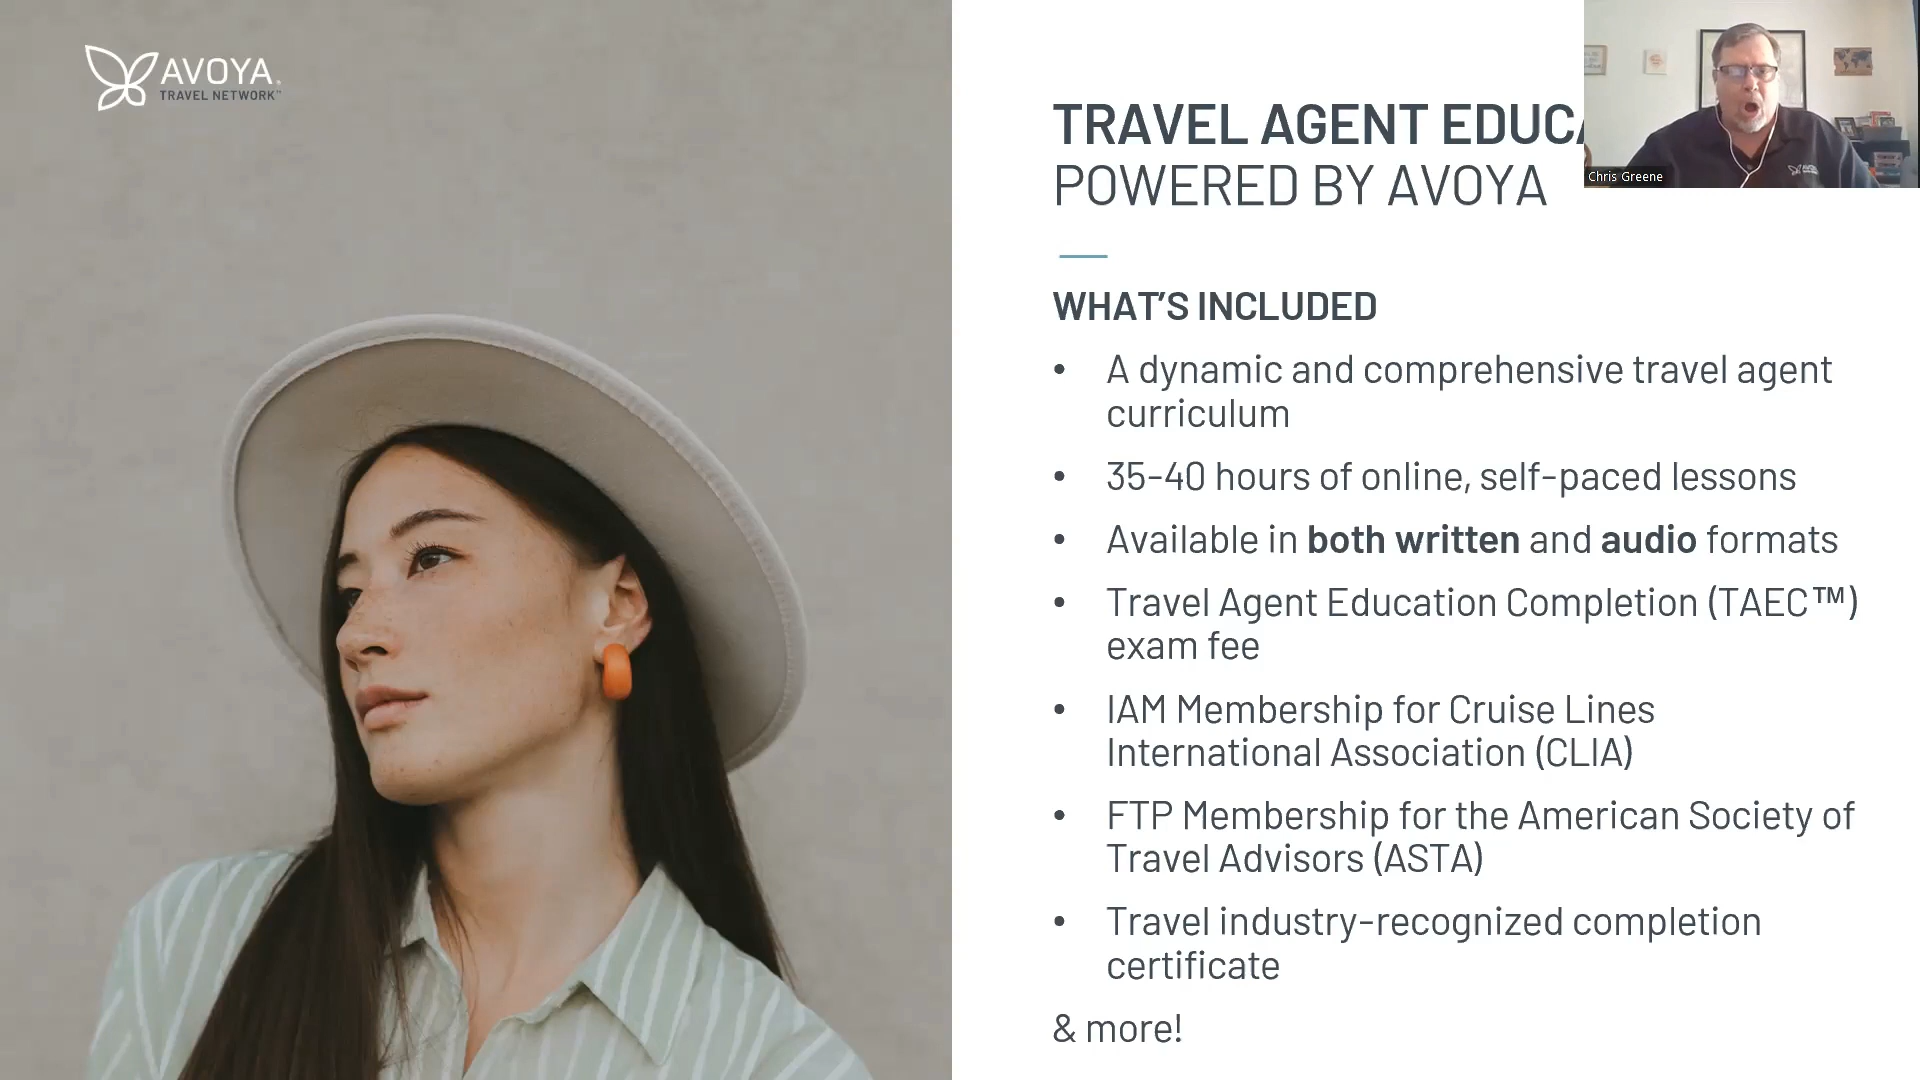 AVOYA
TRAVEL NETWORK™
TRAVEL AGENT EDUCA
POWERED BY AVOYA
Chris Greene
WHAT’S INCLUDED
• A dynamic and comprehensive travel agent
curriculum
• 35-40 hours of online, self-paced lessons
• Available in both written and audio formats
• Travel Agent Education Completion (TAEC™)
exam fee
• IAM Membership for Cruise Lines
International Association (CLIA)
• FTP Membership for the American Society of
Travel Advisors (ASTA)
• Travel industry-recognized completion
certificate
& more!